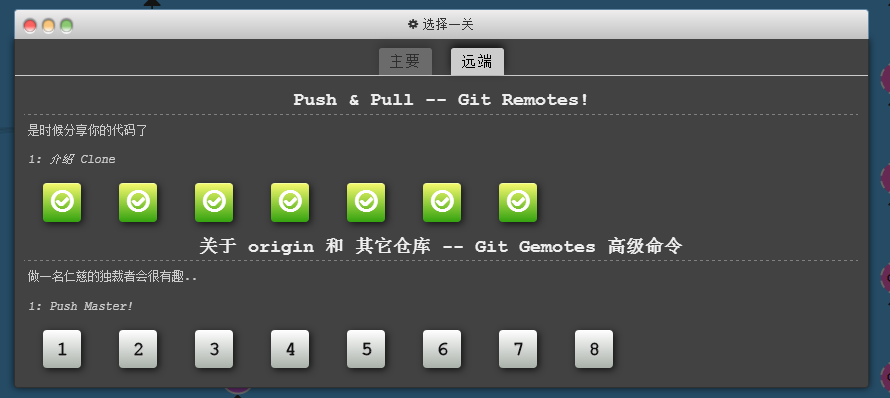 选择一关
主要 远端
Push & Pull -- Git Remotes!
是时候分享你的代码了
1: 介绍 Clone
关于 origin 和 其它仓库 -- Git Gemotes 高级命令
做一名仁慈的独裁者会很有趣..
1: Push Master!
1 2 3 4 5 6 7 8